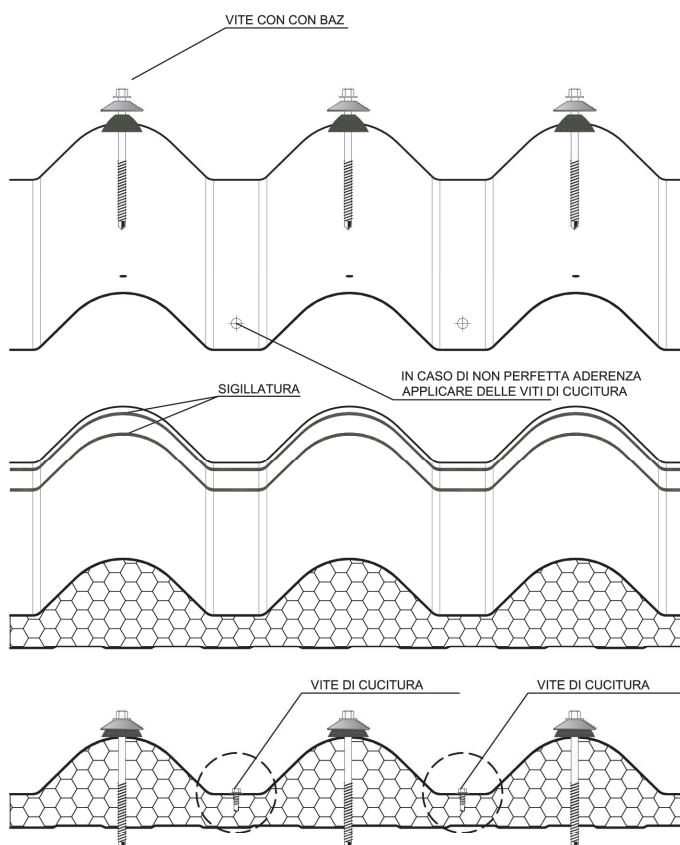 VITE CON CON BAZ
IN CASO DI NON PERFETTA ADERENZA
APPLICARE DELLE VITI DI CUCITURA
SIGILLATURA
VITE DI CUCITURA
VITE DI CUCITURA